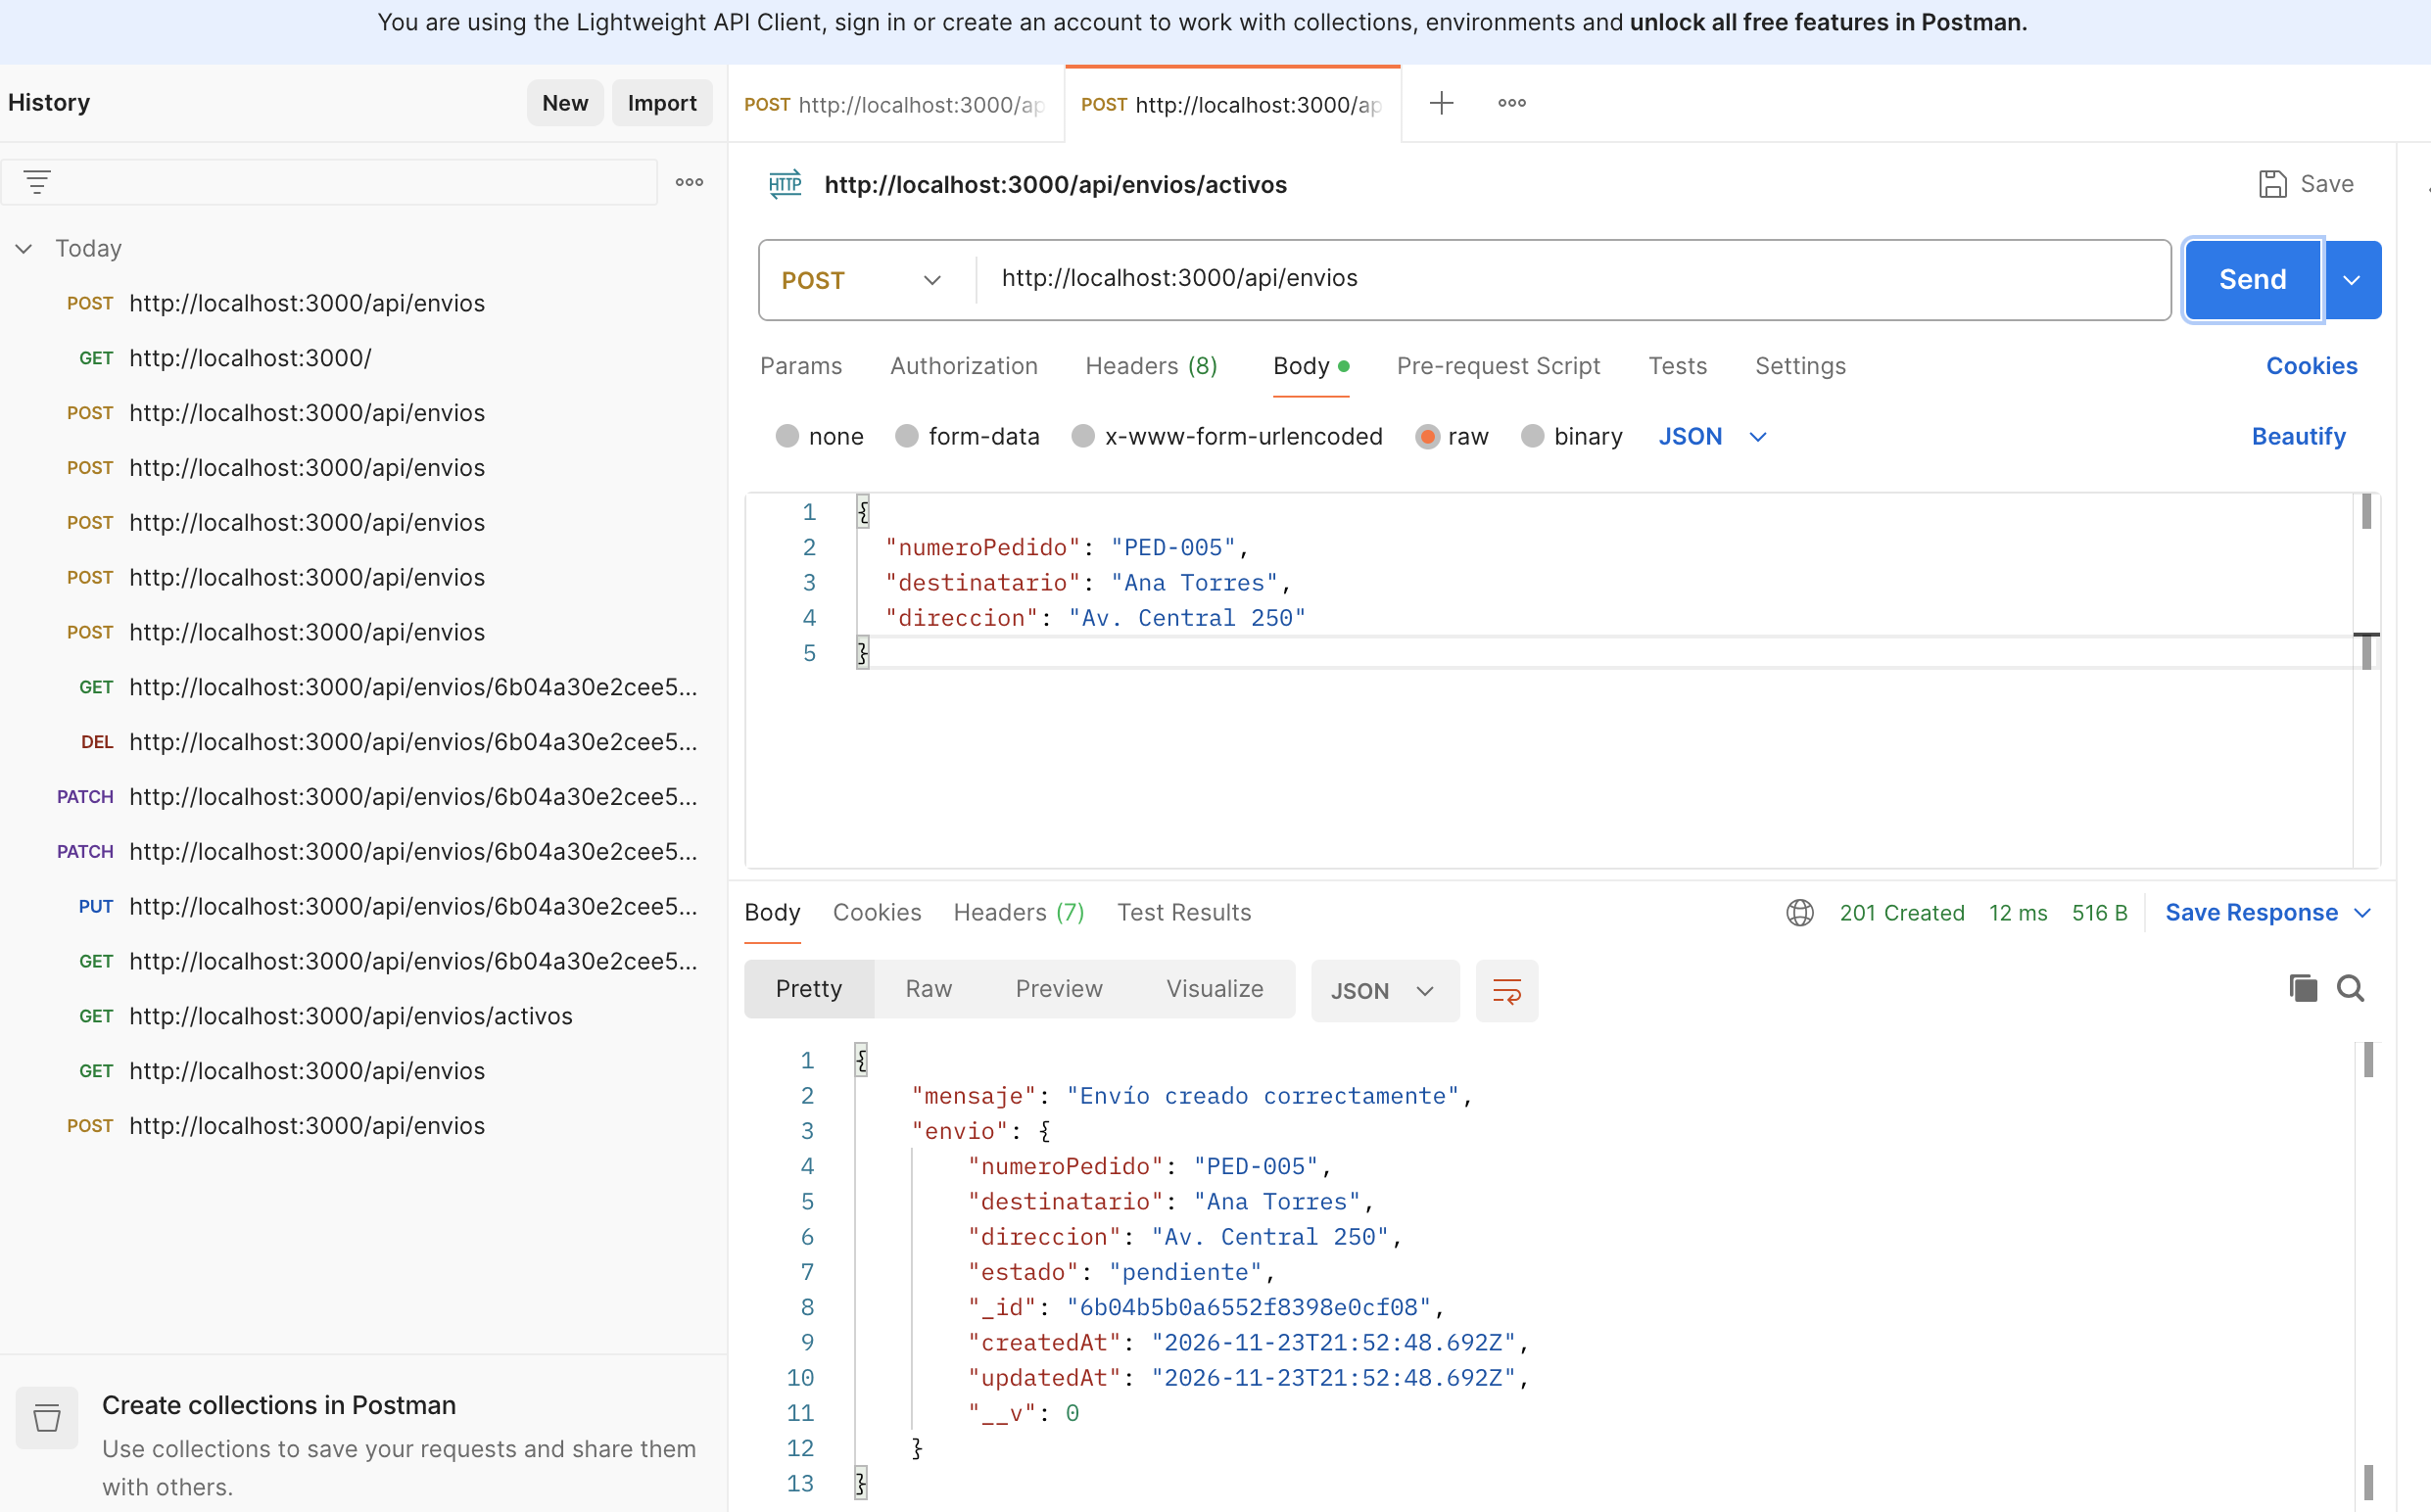 You are using the Lightweight API Client, sign in or create an account to work with collections, environments and unlock all free features in Postman.
History
New
Import
Today
POST http://localhost:3000/api/envios
GET http://localhost:3000/
POST http://localhost:3000/api/envios
POST http://localhost:3000/api/envios
POST http://localhost:3000/api/envios
POST http://localhost:3000/api/envios
POST http://localhost:3000/api/envios
GET http://localhost:3000/api/envios/6b04a30e2cee5...
DEL http://localhost:3000/api/envios/6b04a30e2cee5...
PATCH http://localhost:3000/api/envios/6b04a30e2cee5...
PATCH http://localhost:3000/api/envios/6b04a30e2cee5...
PUT http://localhost:3000/api/envios/6b04a30e2cee5...
GET http://localhost:3000/api/envios/6b04a30e2cee5...
GET http://localhost:3000/api/envios/activos
GET http://localhost:3000/api/envios
POST http://localhost:3000/api/envios
Create collections in Postman
Use collections to save your requests and share them
with others.
POST http://localhost:3000/ap
POST http://localhost:3000/ap
HTTP http://localhost:3000/api/envios/activos
Save
POST http://localhost:3000/api/envios
Send
Params Authorization Headers (8) Body Pre-request Script Tests Settings Cookies
none form-data x-www-form-urlencoded raw binary JSON Beautify
1 {
2 "numeroPedido": "PED-005",
3 "destinatario": "Ana Torres",
4 "direccion": "Av. Central 250"
5 }
Body Cookies Headers (7) Test Results 201 Created 12 ms 516 B Save Response
Pretty Raw Preview Visualize JSON
1 {
2 "mensaje": "Envío creado correctamente",
3 "envio": {
4 "numeroPedido": "PED-005",
5 "destinatario": "Ana Torres",
6 "direccion": "Av. Central 250",
7 "estado": "pendiente",
8 "_id": "6b04b5b0a6552f8398e0cf08",
9 "createdAt": "2026-11-23T21:52:48.692Z",
10 "updatedAt": "2026-11-23T21:52:48.692Z",
11 "__v": 0
12 }
13 }